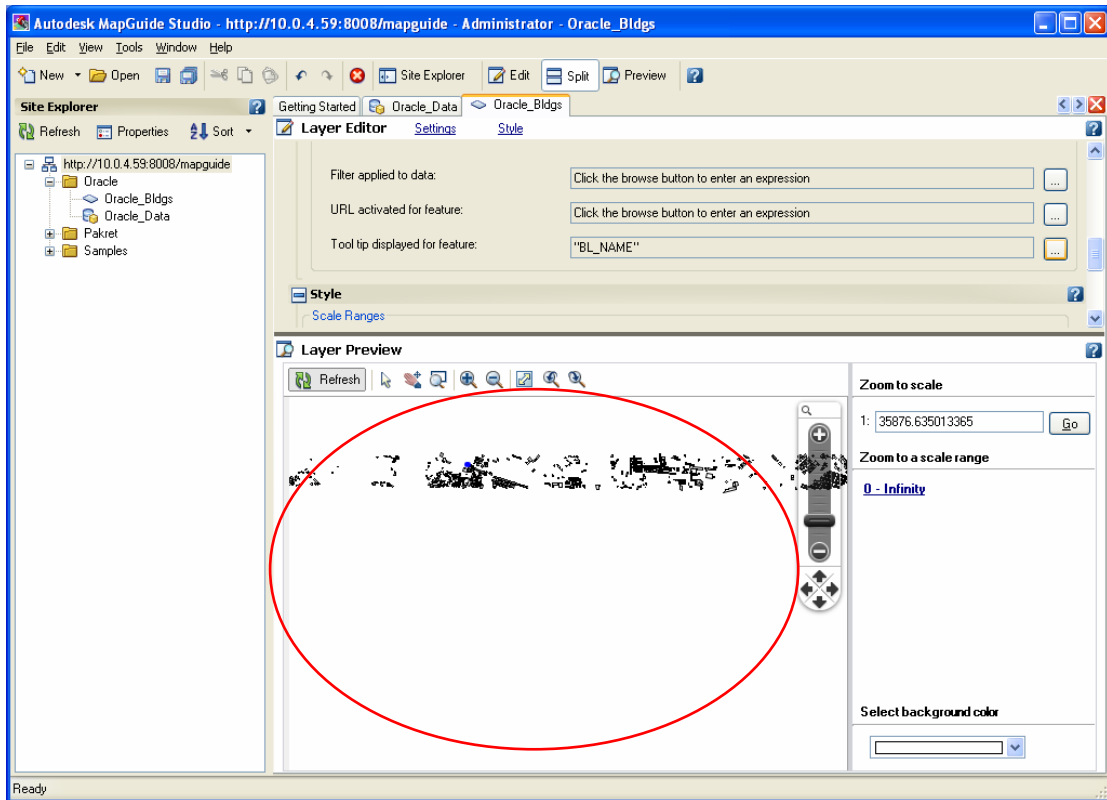 Autodesk MapGuide Studio - http://10.0.4.59:8008/mapguide - Administrator - Oracle_Bldgs
File Edit View Tools Window Help
New Open Site Explorer Edit Split Preview
Site Explorer
Refresh Properties Sort
http://10.0.4.59:8008/mapguide
Oracle
Oracle_Bldgs
Oracle_Data
Pakret
Samples
Getting Started Oracle_Data Oracle_Bldgs
Layer Editor Settings Style
Filter applied to data: Click the browse button to enter an expression ...
URL activated for feature: Click the browse button to enter an expression ...
Tool tip displayed for feature: "BL_NAME" ...
Style
Scale Ranges
Layer Preview
Refresh
Zoom to scale
1: 35876.635013365 Go
Zoom to a scale range
0 - Infinity
Select background color
Ready